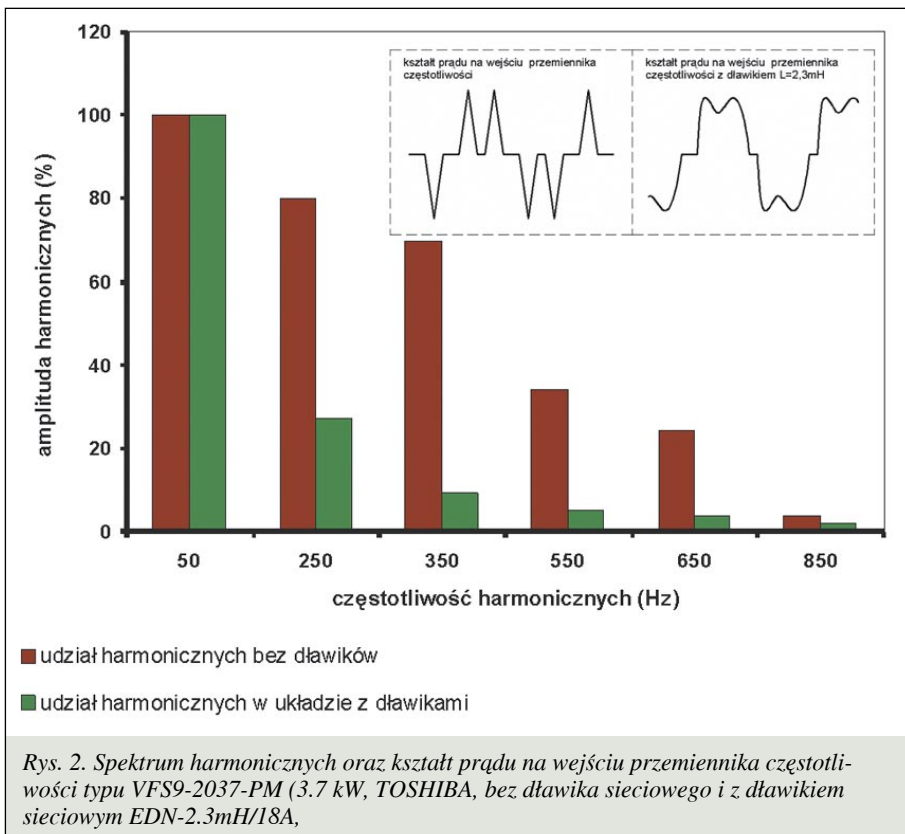 120
100
80
60
40
20
0
amplituda harmonicznych (%)
kształt prądu na wejściu przemiennika
częstotliwości
kształt prądu na wejściu przemiennika
częstotliwości z dławikiem L=2,3mH
50
250
350
550
650
850
częstotliwość harmonicznych (Hz)
udział harmonicznych bez dławików
udział harmonicznych w układzie z dławikami
Rys. 2. Spektrum harmonicznych oraz kształt prądu na wejściu przemiennika częstotli-
wości typu VFS9-2037-PM (3.7 kW, TOSHIBA, bez dławika sieciowego i z dławikiem
sieciowym EDN-2.3mH/18A,